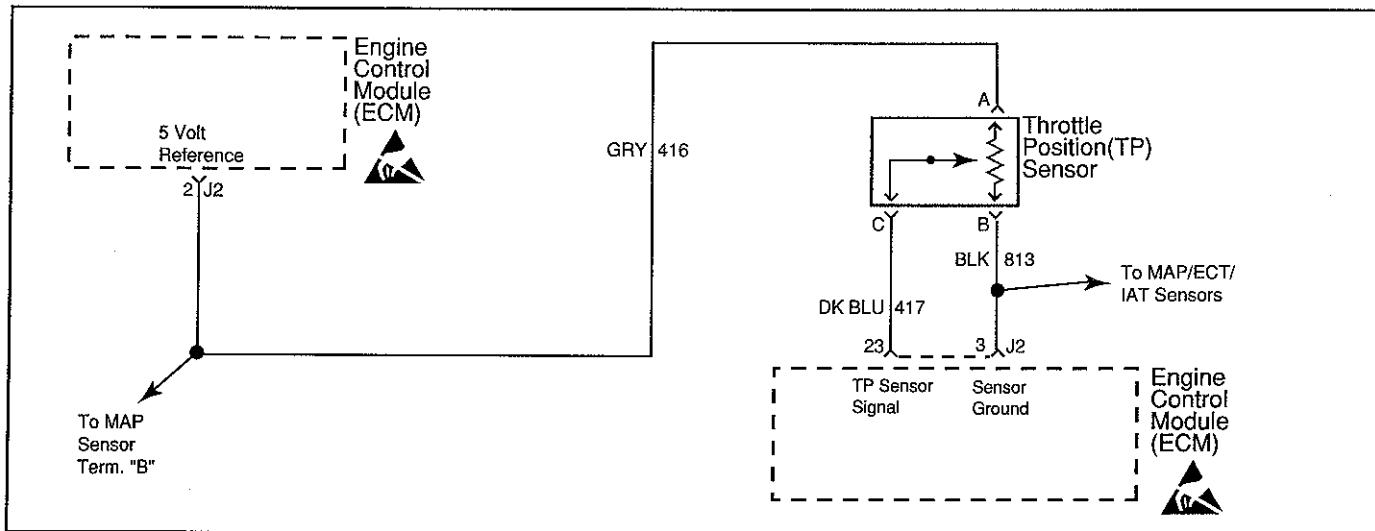 Engine
Control
Module
(ECM)
5 Volt
Reference
2 J2
To MAP
Sensor
Term. "B"
GRY 416
A
Throttle
Position(TP)
Sensor
C
B
BLK 813
To MAP/ECT/
IAT Sensors
DK BLU 417
23
3 J2
TP Sensor
Signal
Sensor
Ground
Engine
Control
Module
(ECM)